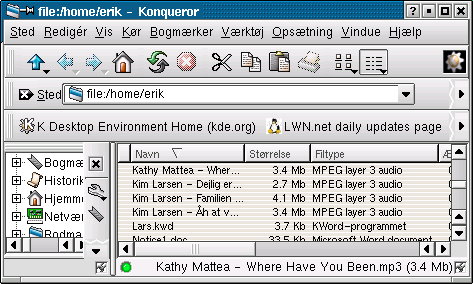 file:/home/erik – Konqueror
Sted Redigér Vis Kør Bogmærker Værktøj Opsætning Vindue Hjælp
Sted file:/home/erik
K Desktop Environment Home (kde.org) LWN.net daily updates page
Bogmæ
Historik
Hjemme
Netvær
Rodma
Navn Størrelse Filtype
Kathy Mattea – Wher... 3.4 Mb MPEG layer 3 audio
Kim Larsen – Dejlig er... 2.7 Mb MPEG layer 3 audio
Kim Larsen – Familien ... 4.1 Mb MPEG layer 3 audio
Kim Larsen – Åh at v... 3.4 Mb MPEG layer 3 audio
Lars.kwd 3.7 Kb KWord–programmet
Notice1.doc 33.5 Kb Microsoft Word document
Kathy Mattea – Where Have You Been.mp3 (3.4 Mb)